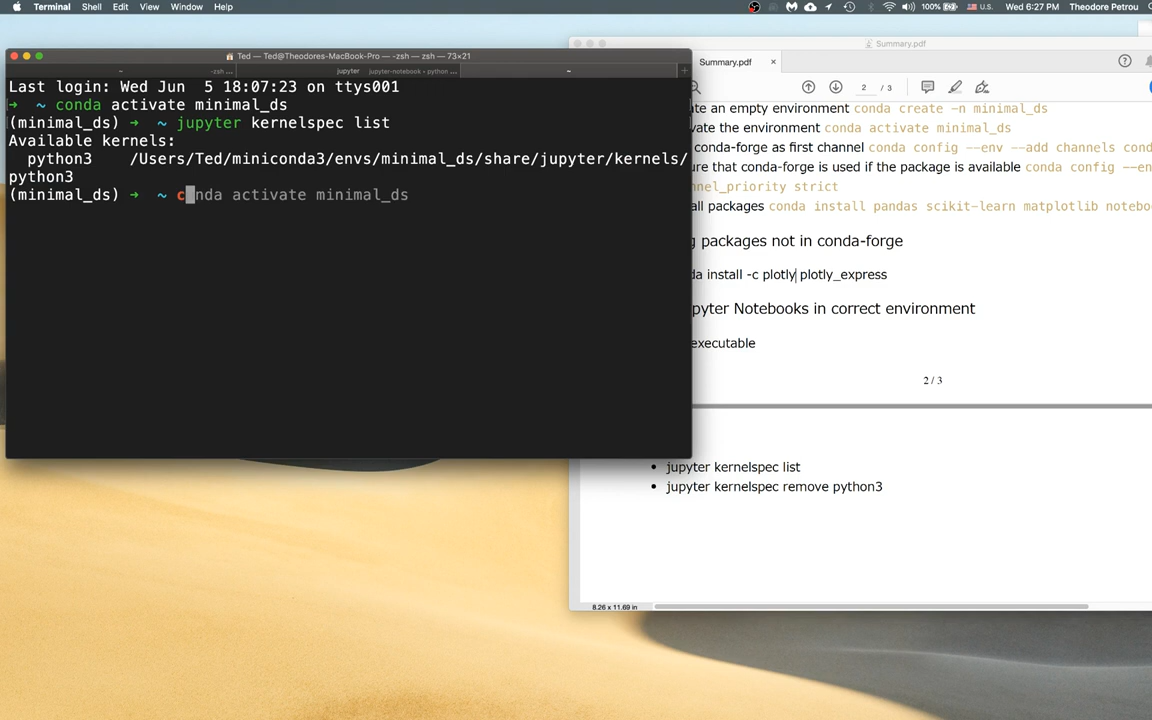 Terminal Shell Edit View Window Help 100% U.S. Wed 6:27 PM Theodore Petrou
Ted — Ted@Theodores-MacBook-Pro — -zsh — zsh — 73×21
~ -zsh ... jupyter jupyter-notebook • python ... ~ +
Last login: Wed Jun 5 18:07:23 on ttys001
➜ ~ conda activate minimal_ds
(minimal_ds) ➜ ~ jupyter kernelspec list
Available kernels:
python3 /Users/Ted/miniconda3/envs/minimal_ds/share/jupyter/kernels/
python3
(minimal_ds) ➜ ~ conda activate minimal_ds
Summary.pdf
Summary.pdf ×
2 / 3
ate an empty environment conda create -n minimal_ds
vate the environment conda activate minimal_ds
conda-forge as first channel conda config --env --add channels cond
ure that conda-forge is used if the package is available conda config --en
nnel_priority strict
all packages conda install pandas scikit-learn matplotlib notebo
g packages not in conda-forge
da install -c plotly plotly_express
pyter Notebooks in correct environment
executable
2 / 3
• jupyter kernelspec list
• jupyter kernelspec remove python3
8.26 x 11.69 in